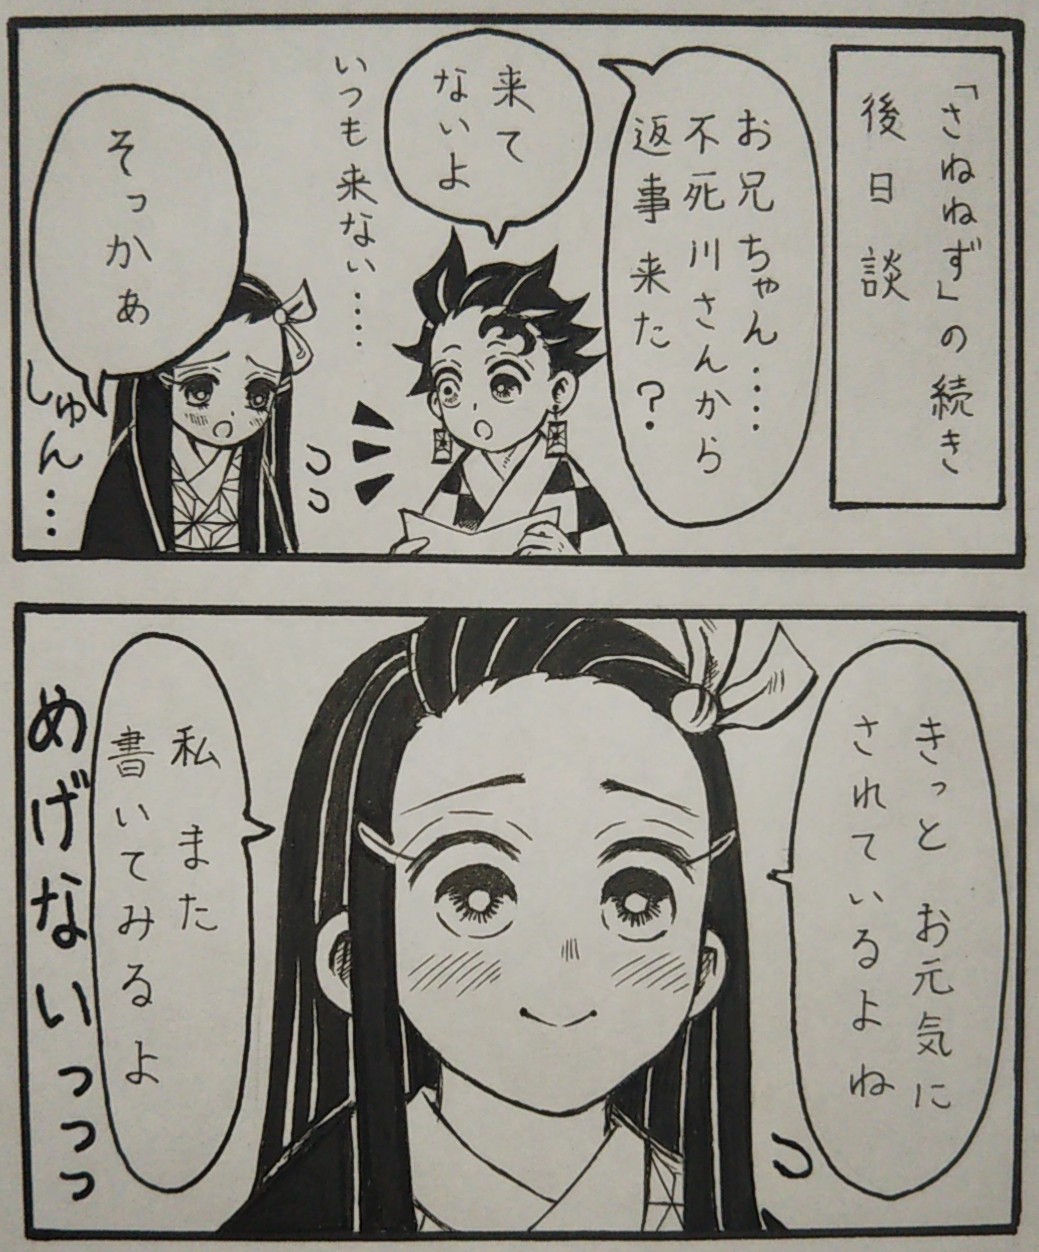 「さねねず」の続き
後日談
お兄ちゃん・・・・
不死川さんから
返事来た？
来て
ないよ
いつも来ない・・・・
そっかぁ
しゅん・・・
っ
っ
きっと お元気に
されているよね
っ
私 また
書いてみるよ
めげないっっっ